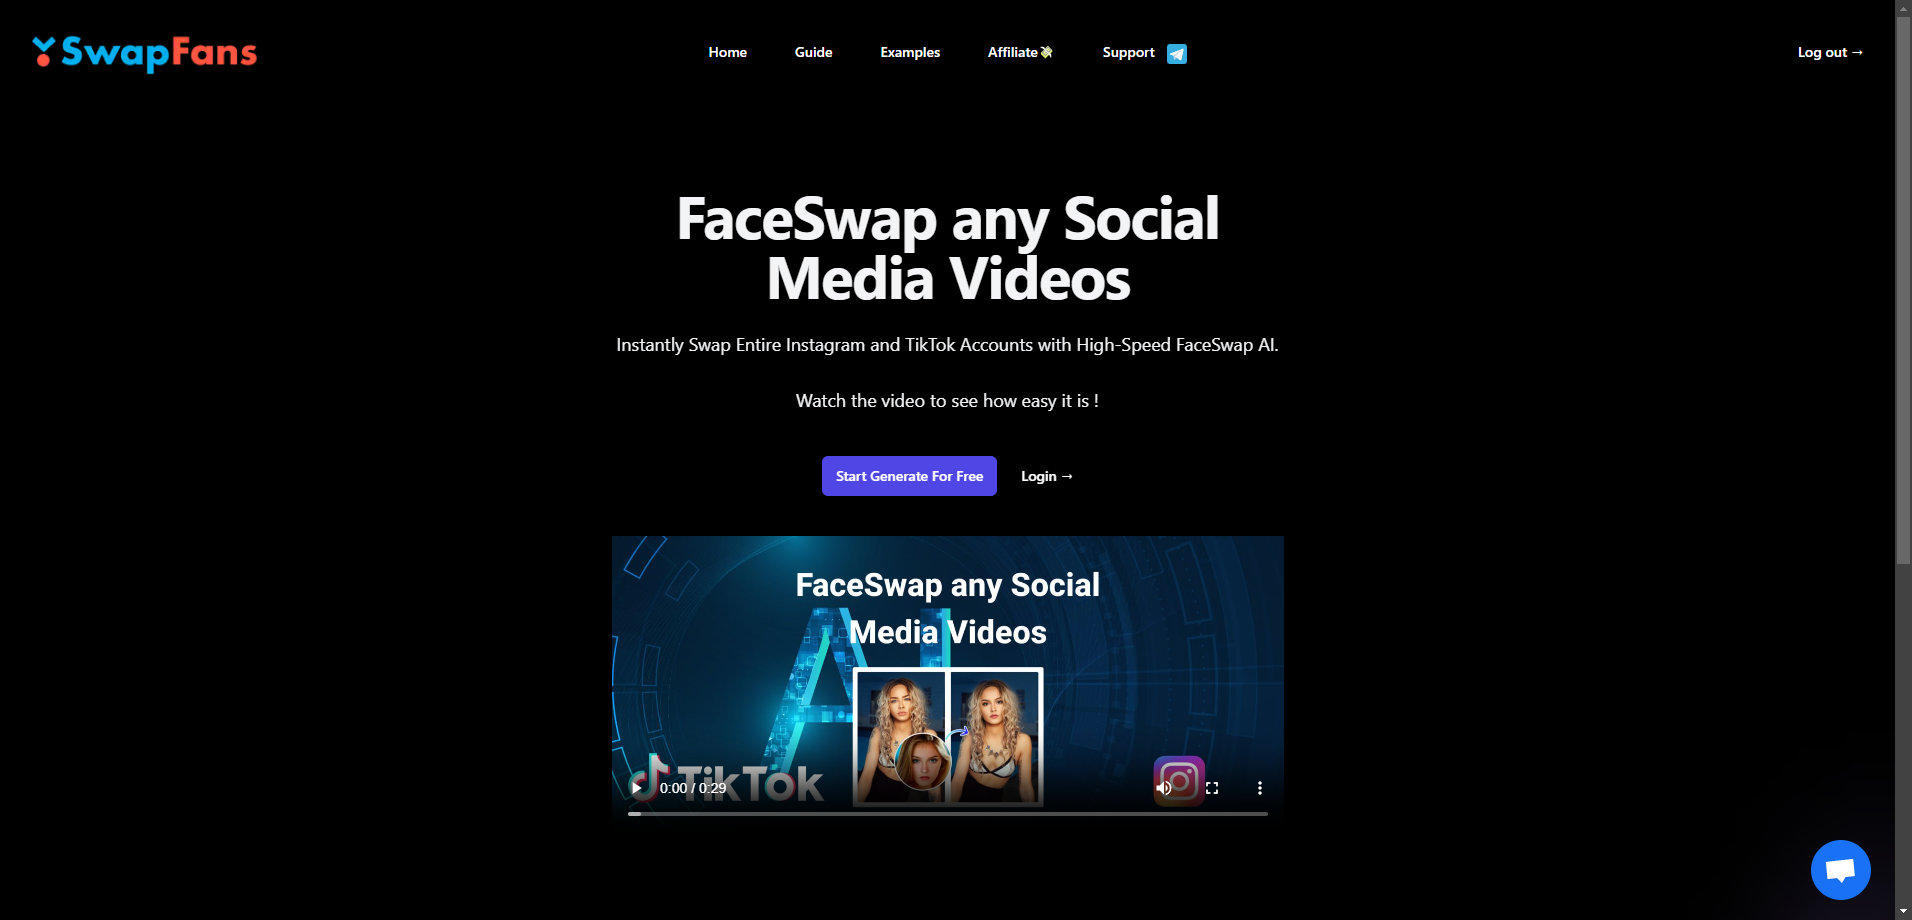 SwapFans
Home Guide Examples Affiliate💸 Support
Log out →
FaceSwap any Social
Media Videos
Instantly Swap Entire Instagram and TikTok Accounts with High-Speed FaceSwap AI.
Watch the video to see how easy it is !
Start Generate For Free Login →
FaceSwap any Social
Media Videos
AI
TikTok
0:00 / 0:29